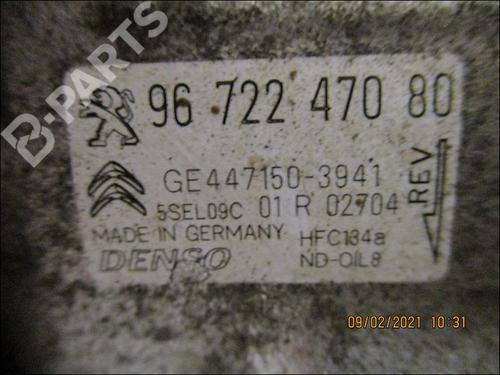 B-PARTS
96 722 470 80
GE447150-3941
5SEL09C 01 R 02704
REV
MADE IN GERMANY HFC134a
DENSO ND-OIL8
09/02/2021 10:31